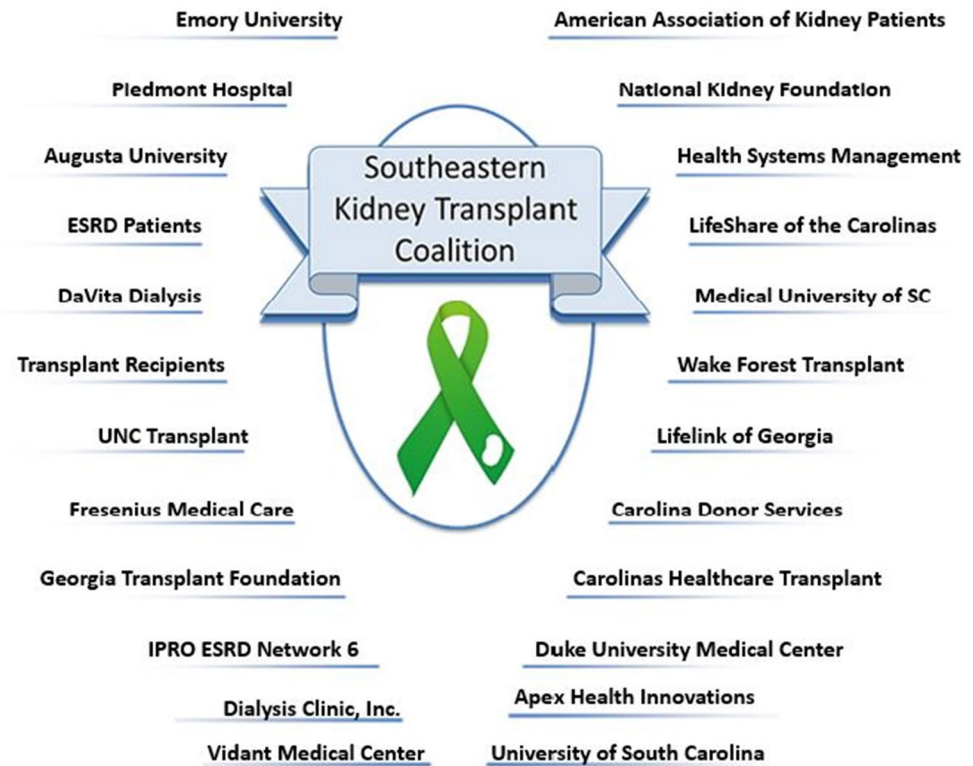 Emory University
American Association of Kidney Patients
Piedmont Hospital
National Kidney Foundation
Augusta University
Health Systems Management
Southeastern
Kidney Transplant
Coalition
ESRD Patients
LifeShare of the Carolinas
DaVita Dialysis
Medical University of SC
Transplant Recipients
Wake Forest Transplant
UNC Transplant
Lifelink of Georgia
Fresenius Medical Care
Carolina Donor Services
Georgia Transplant Foundation
Carolinas Healthcare Transplant
IPRO ESRD Network 6
Duke University Medical Center
Dialysis Clinic, Inc.
Apex Health Innovations
Vidant Medical Center
University of South Carolina